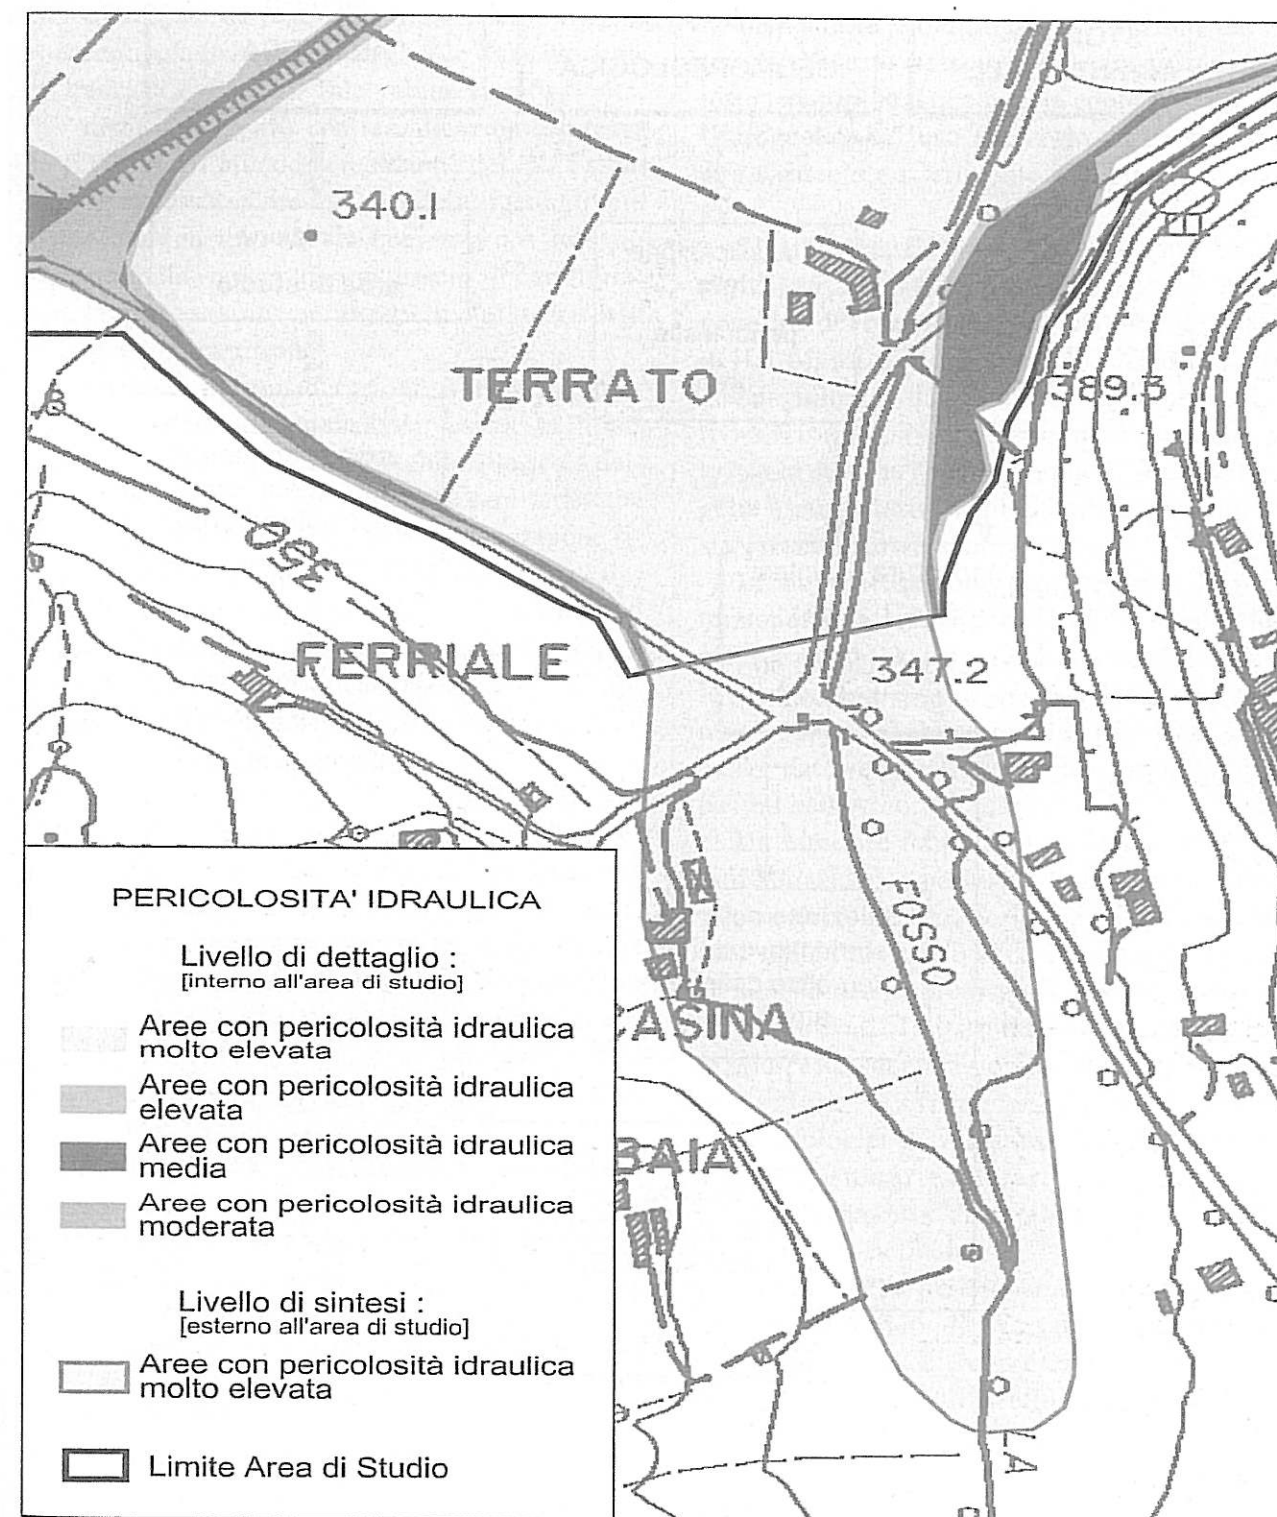 340.1
TERRATO
389.3
350
FERRIALE
347.2
FOSSO
CASINA
BAIA
LA
PERICOLOSITA' IDRAULICA
Livello di dettaglio :
[interno all'area di studio]
Aree con pericolosità idraulica
molto elevata
Aree con pericolosità idraulica
elevata
Aree con pericolosità idraulica
media
Aree con pericolosità idraulica
moderata
Livello di sintesi :
[esterno all'area di studio]
Aree con pericolosità idraulica
molto elevata
Limite Area di Studio